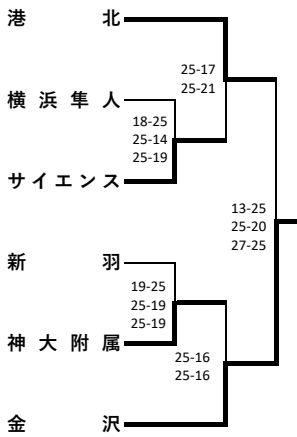 港 北
25-17
25-21
横 浜 隼 人
18-25
25-14
25-19
サ イ エ ン ス
13-25
25-20
27-25
新 羽
19-25
25-19
25-19
神 大 附 属
25-16
25-16
金 沢